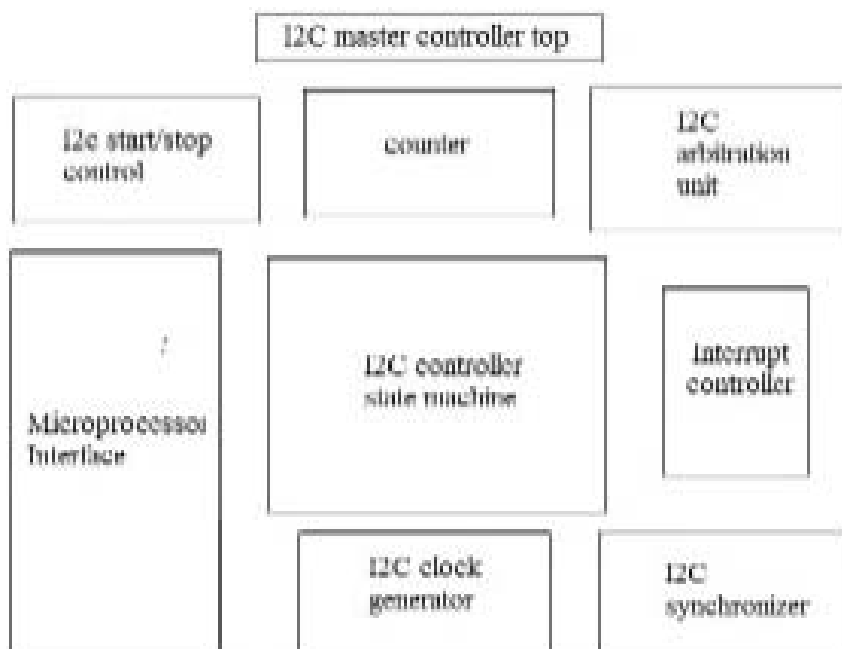 I2C master controller top
I2c start/stop
control
counter
I2C
arbitration
unit
Microprocessor
Interface
I2C controller
state machine
Interrupt
controller
I2C clock
generator
I2C
synchronizer